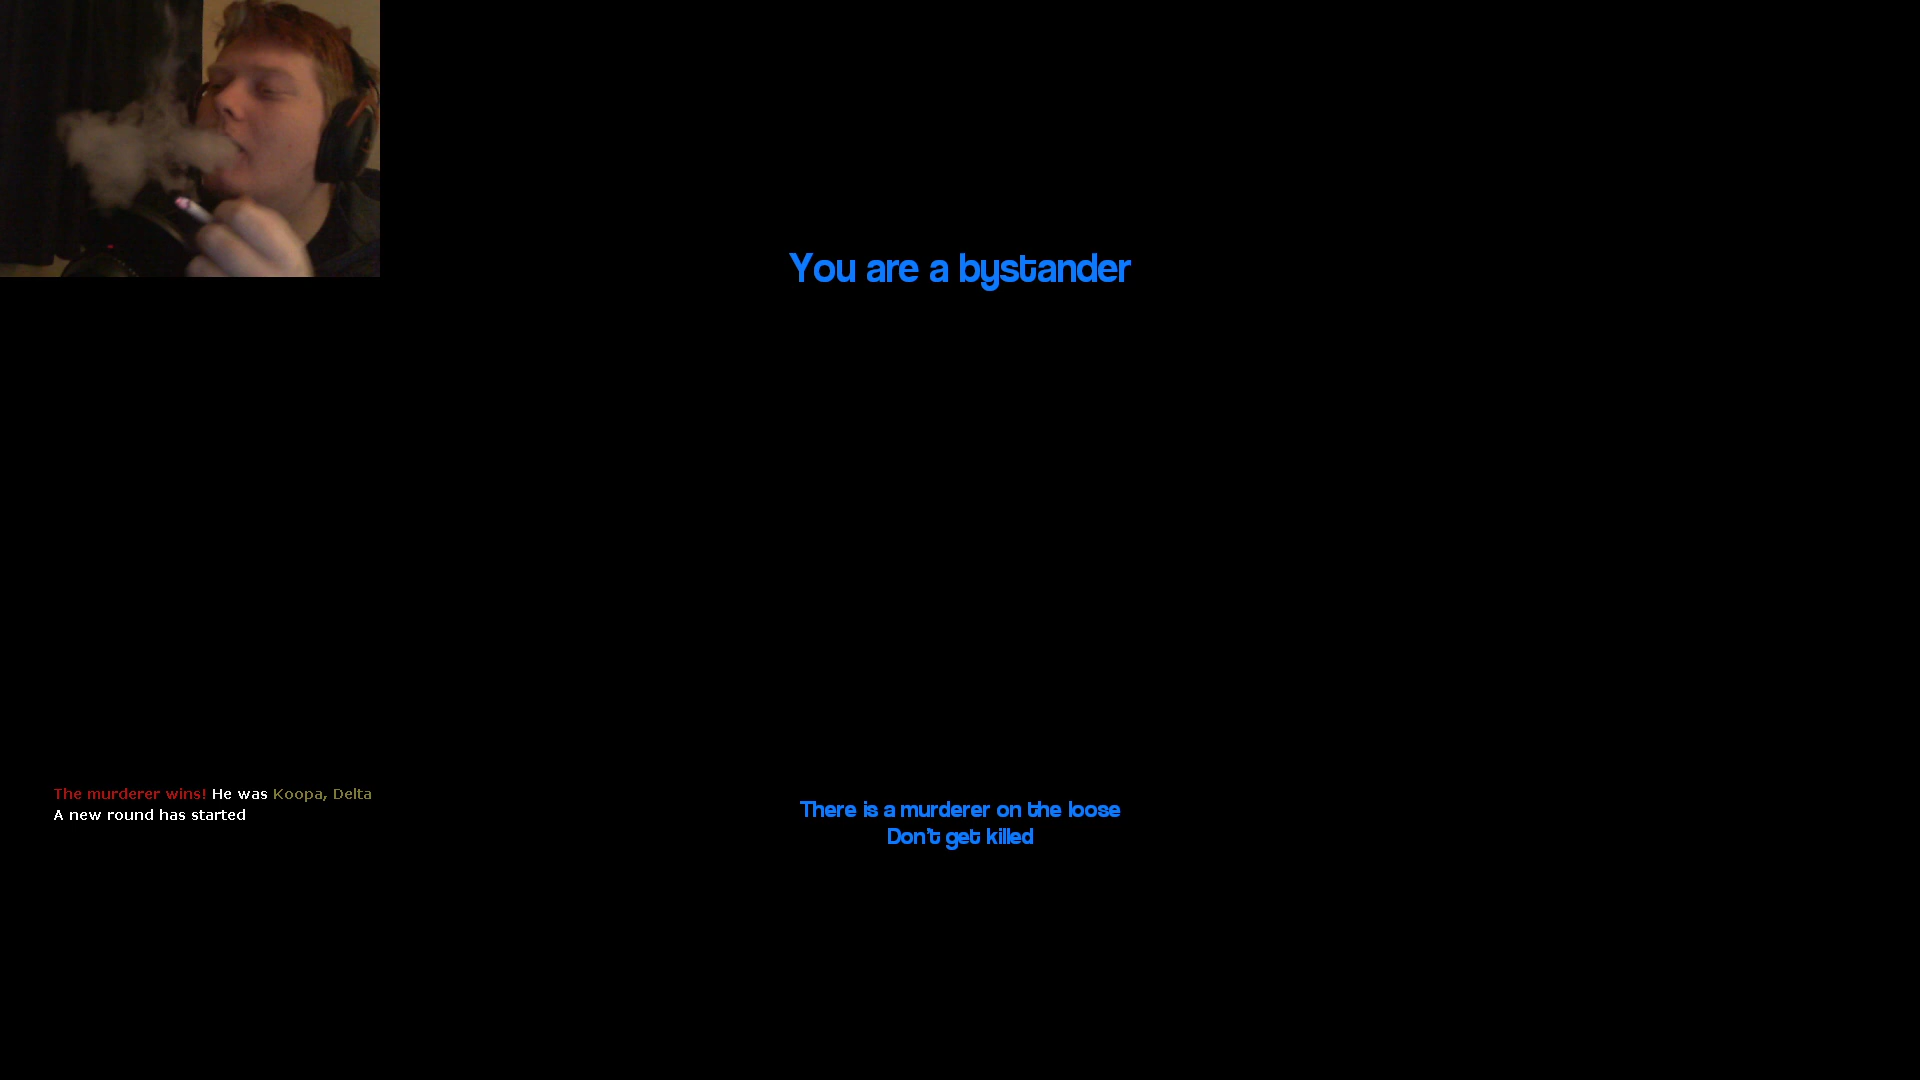 You are a bystander
The murderer wins! He was Koopa, Delta
A new round has started
There is a murderer on the loose
Don't get killed